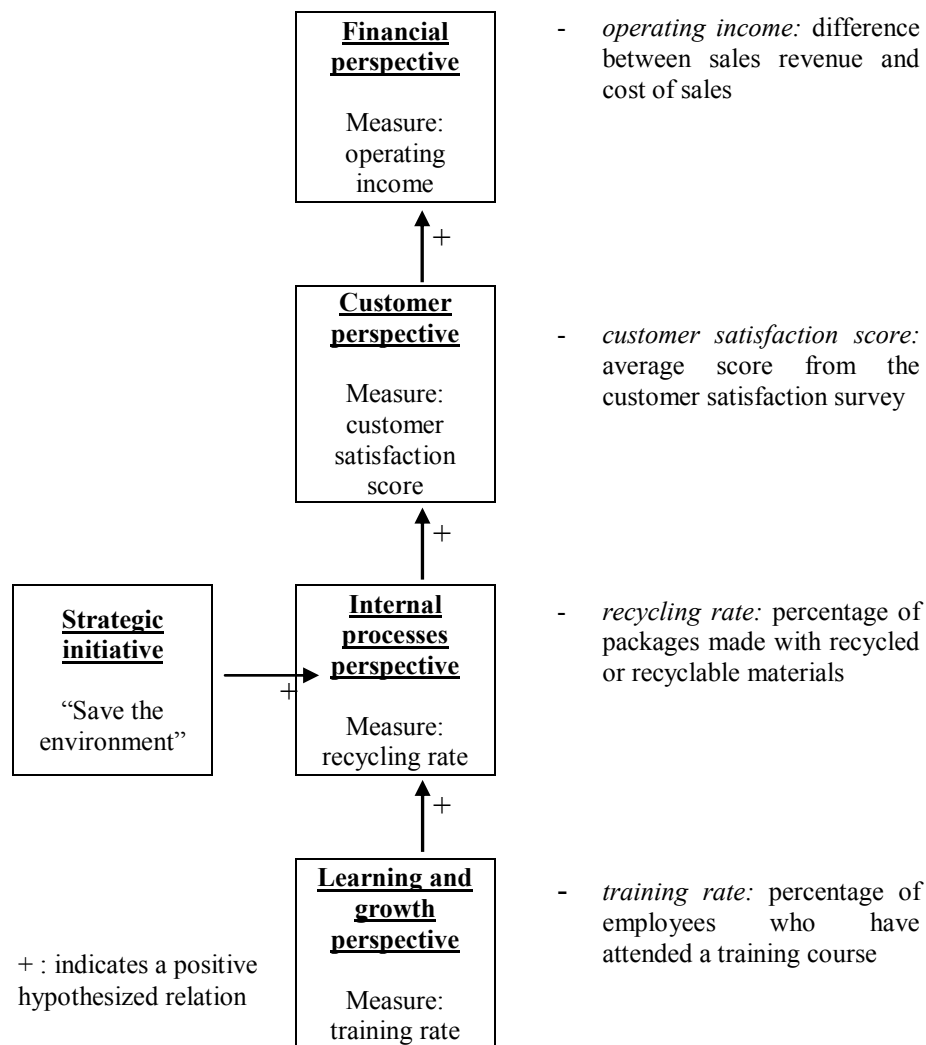 Financial
perspective
Measure:
operating
income
- operating income: difference
between sales revenue and
cost of sales
+
Customer
perspective
Measure:
customer
satisfaction
score
- customer satisfaction score:
average score from the
customer satisfaction survey
+
Strategic
initiative
“Save the
environment”
+
Internal
processes
perspective
Measure:
recycling rate
- recycling rate: percentage of
packages made with recycled
or recyclable materials
+
Learning and
growth
perspective
Measure:
training rate
- training rate: percentage of
employees who have
attended a training course
+ : indicates a positive
hypothesized relation